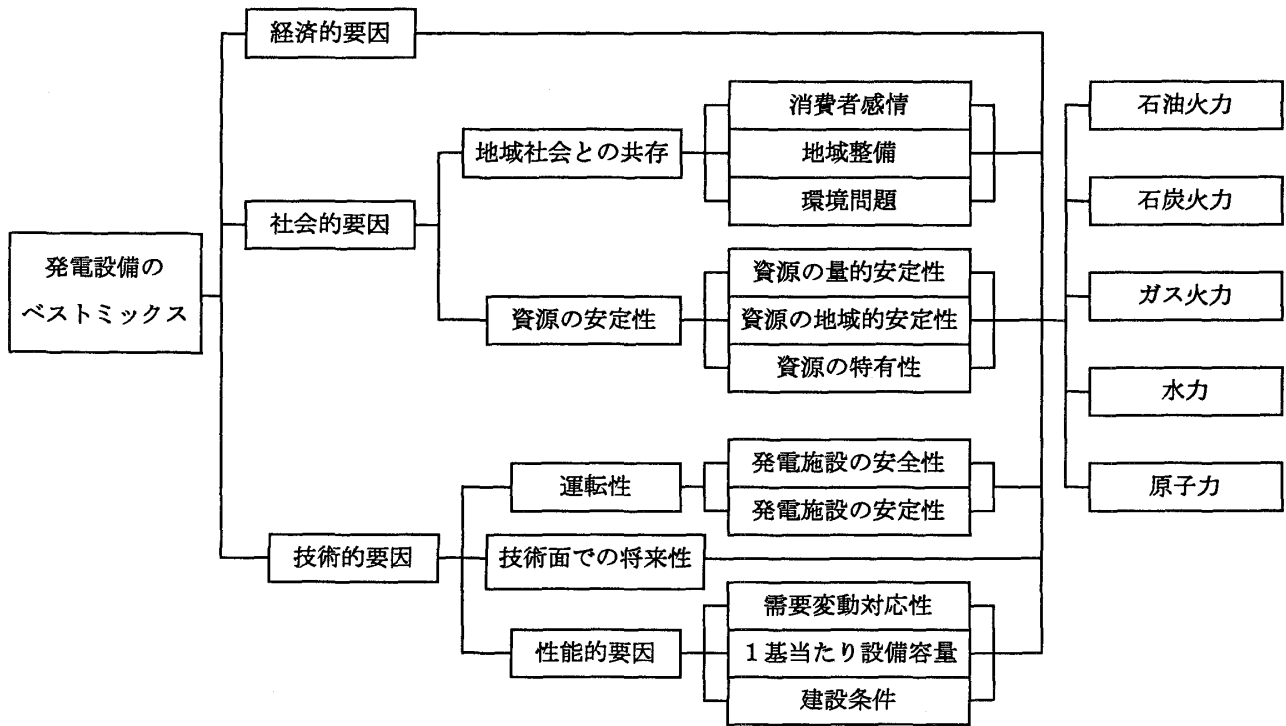 経済的要因
消費者感情
石油火力
地域社会との共存
地域整備
環境問題
石炭火力
社会的要因
発電設備の
ベストミックス
資源の量的安定性
ガス火力
資源の安定性
資源の地域的安定性
資源の特有性
水力
発電施設の安全性
運転性
原子力
発電施設の安定性
技術的要因
技術面での将来性
需要変動対応性
性能的要因
1基当たり設備容量
建設条件